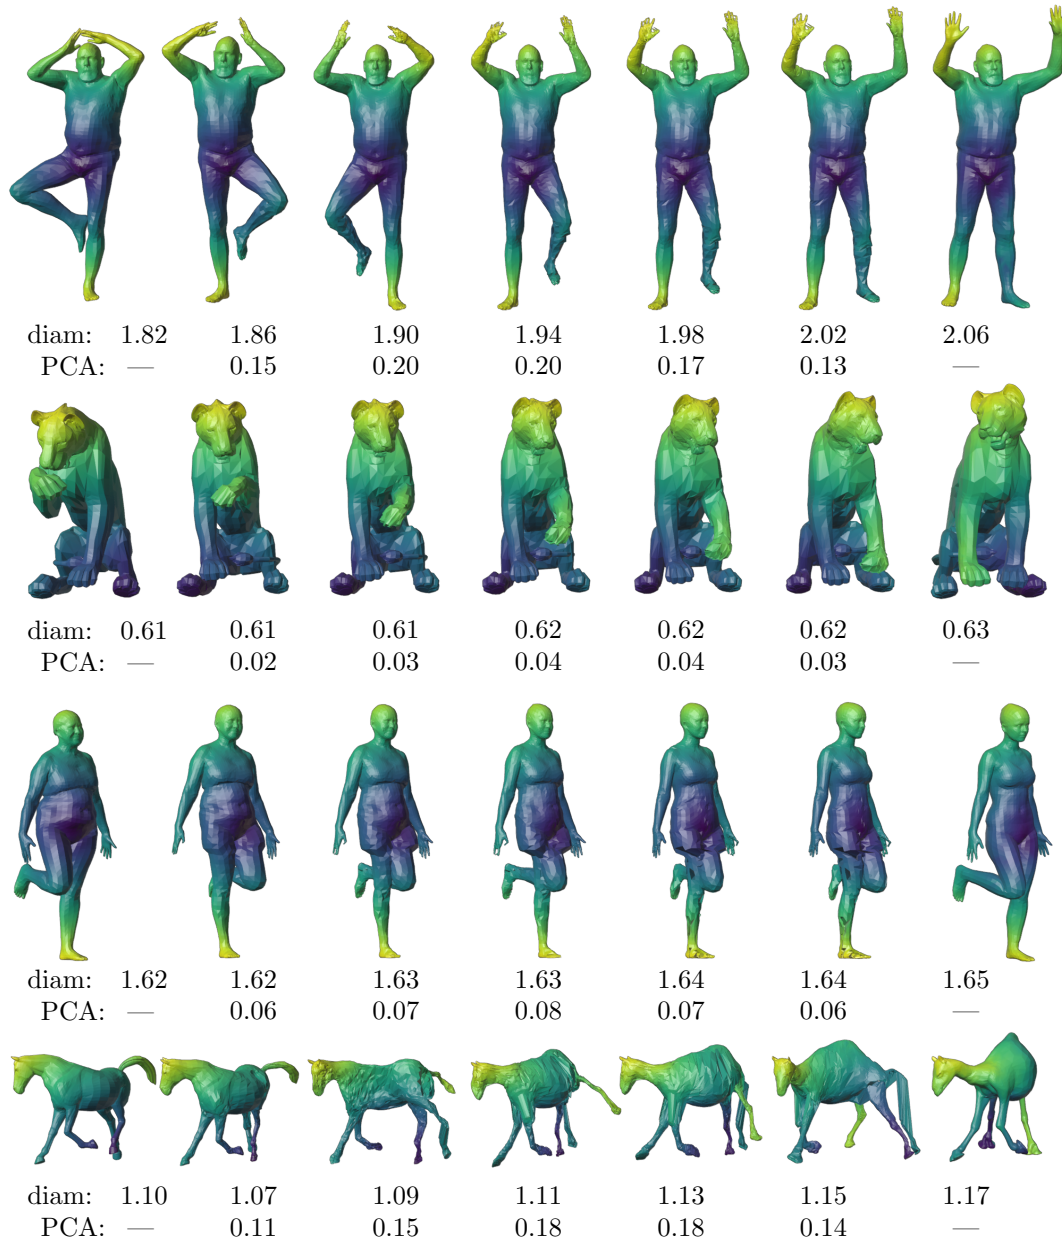 diam: 1.82 1.86 1.90 1.94 1.98 2.02 2.06
PCA: — 0.15 0.20 0.20 0.17 0.13 —
diam: 0.61 0.61 0.61 0.62 0.62 0.62 0.63
PCA: — 0.02 0.03 0.04 0.04 0.03 —
diam: 1.62 1.62 1.63 1.63 1.64 1.64 1.65
PCA: — 0.06 0.07 0.08 0.07 0.06 —
diam: 1.10 1.07 1.09 1.11 1.13 1.15 1.17
PCA: — 0.11 0.15 0.18 0.18 0.14 —